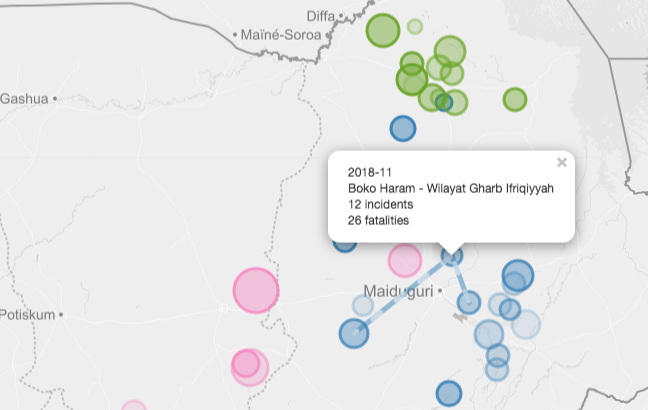 Diffa
Maïné-Soroa
Gashua
2018-11
Boko Haram - Wilayat Gharb Ifriqiyyah
12 incidents
26 fatalities
×
Maiduguri
Potiskum